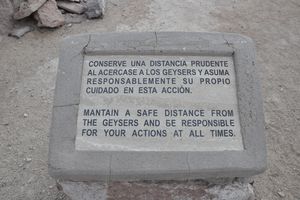 CONSERVE UNA DISTANCIA PRUDENTE
AL ACERCASE A LOS GEYSERS Y ASUMA
RESPONSABLEMENTE SU PROPIO
CUIDADO EN ESTA ACCIÓN.
MANTAIN A SAFE DISTANCE FROM
THE GEYSERS AND BE RESPONSIBLE
FOR YOUR ACTIONS AT ALL TIMES.